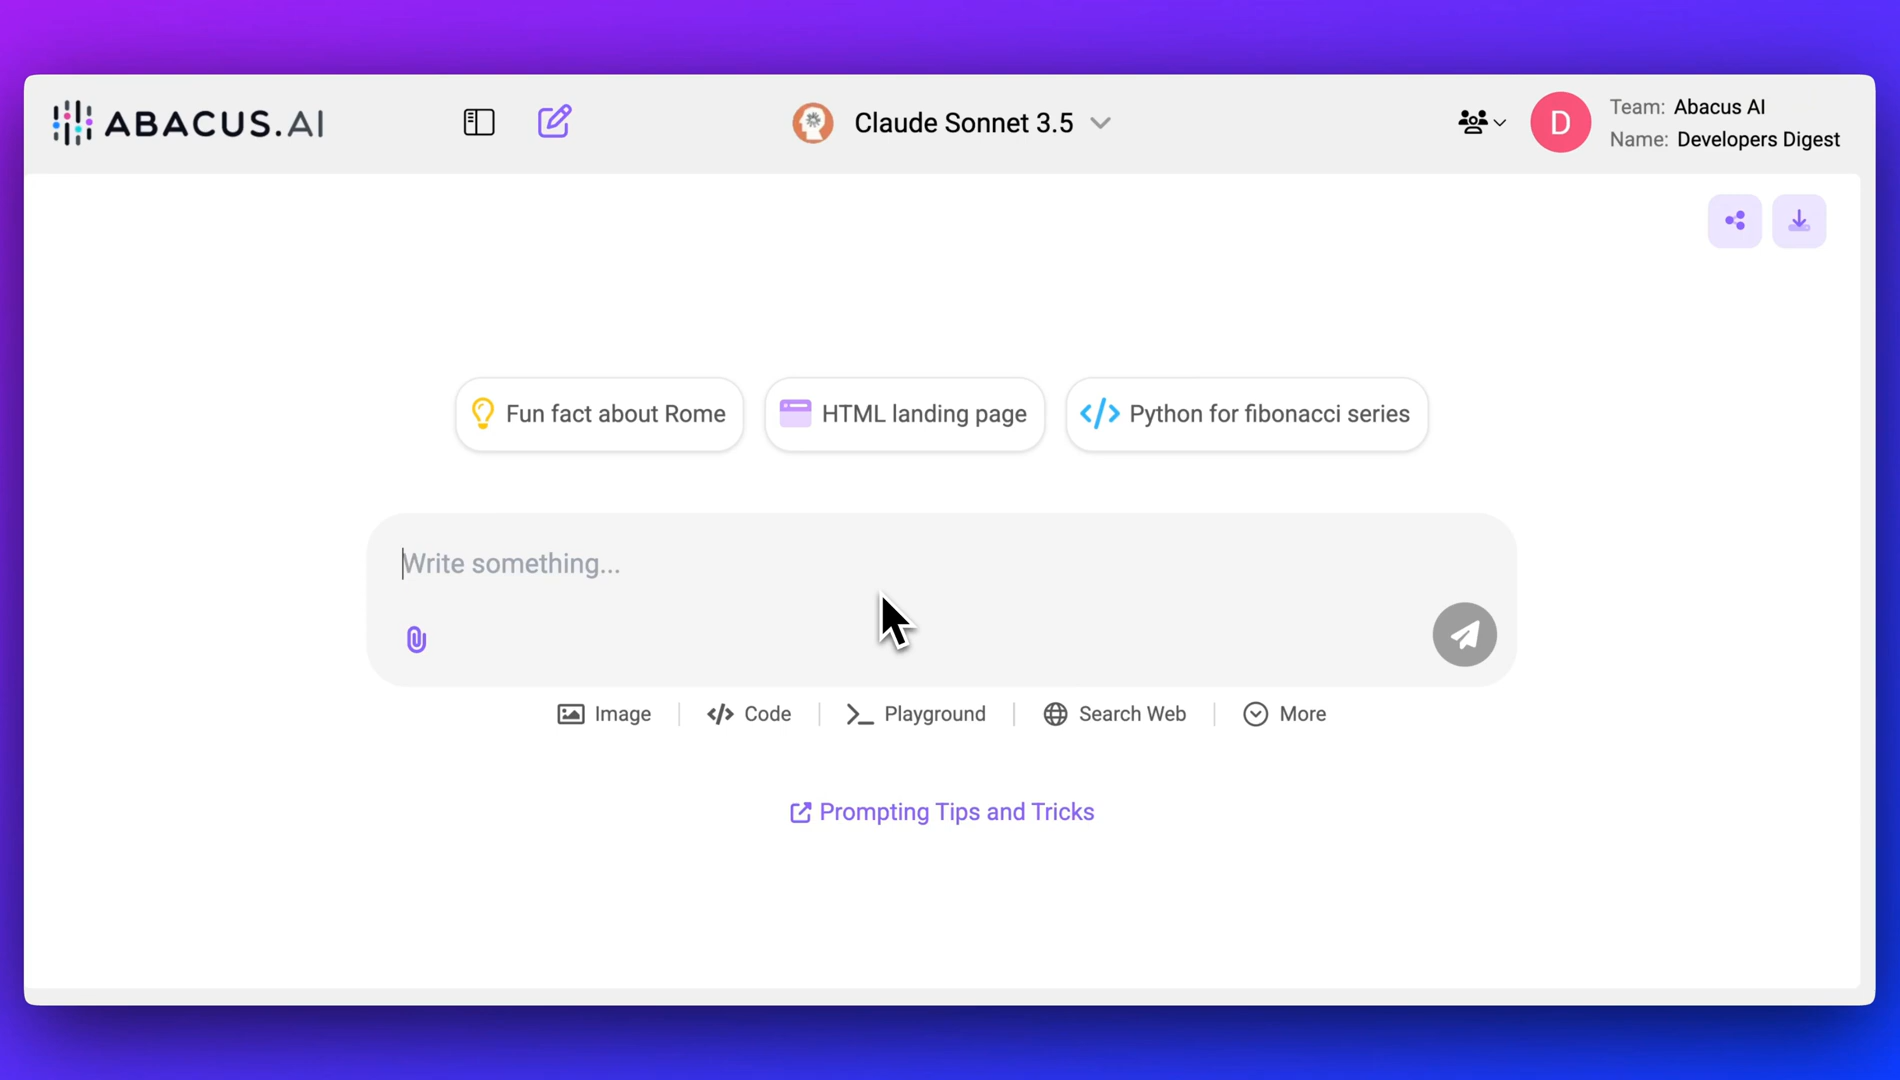 ABACUS.AI
Claude Sonnet 3.5
D
Team: Abacus AI
Name: Developers Digest
Fun fact about Rome
HTML landing page
Python for fibonacci series
Write something...
Image
Code
Playground
Search Web
More
Prompting Tips and Tricks